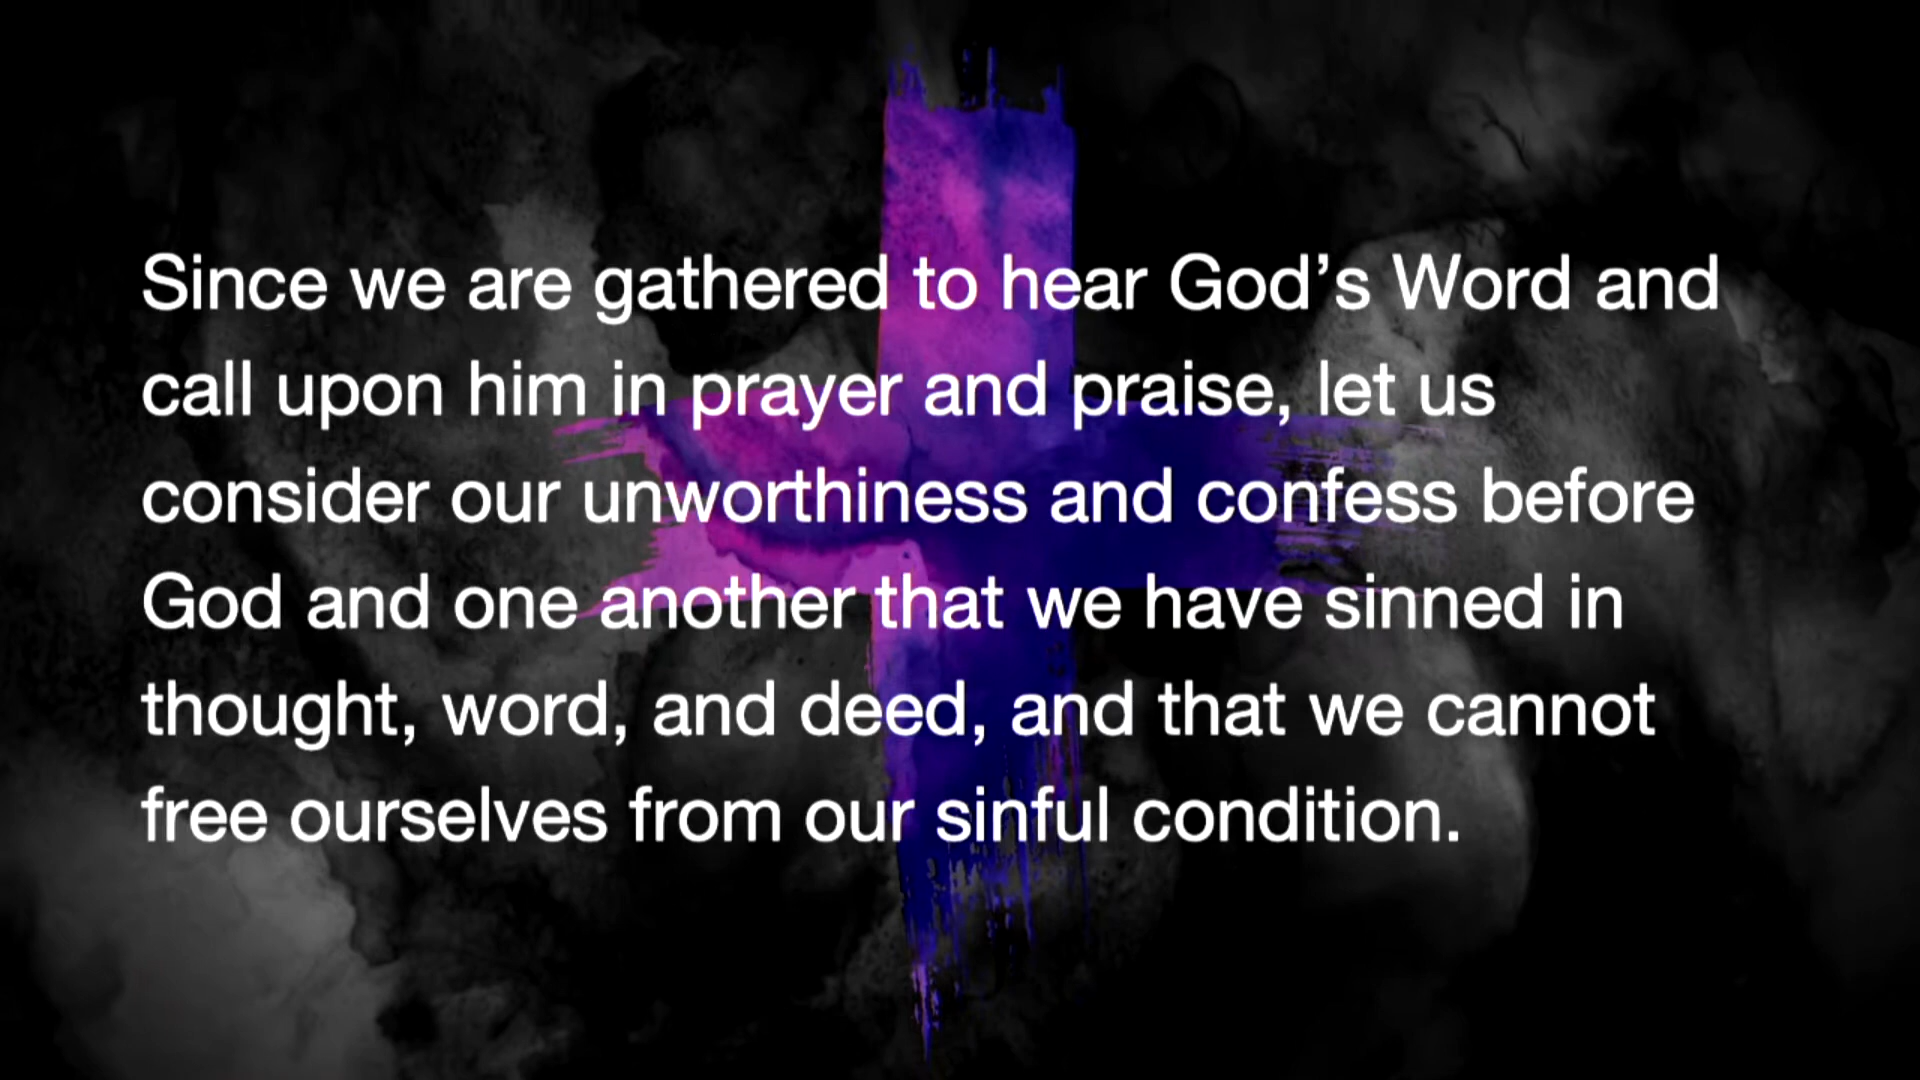 Since we are gathered to hear God’s Word and
call upon him in prayer and praise, let us
consider our unworthiness and confess before
God and one another that we have sinned in
thought, word, and deed, and that we cannot
free ourselves from our sinful condition.